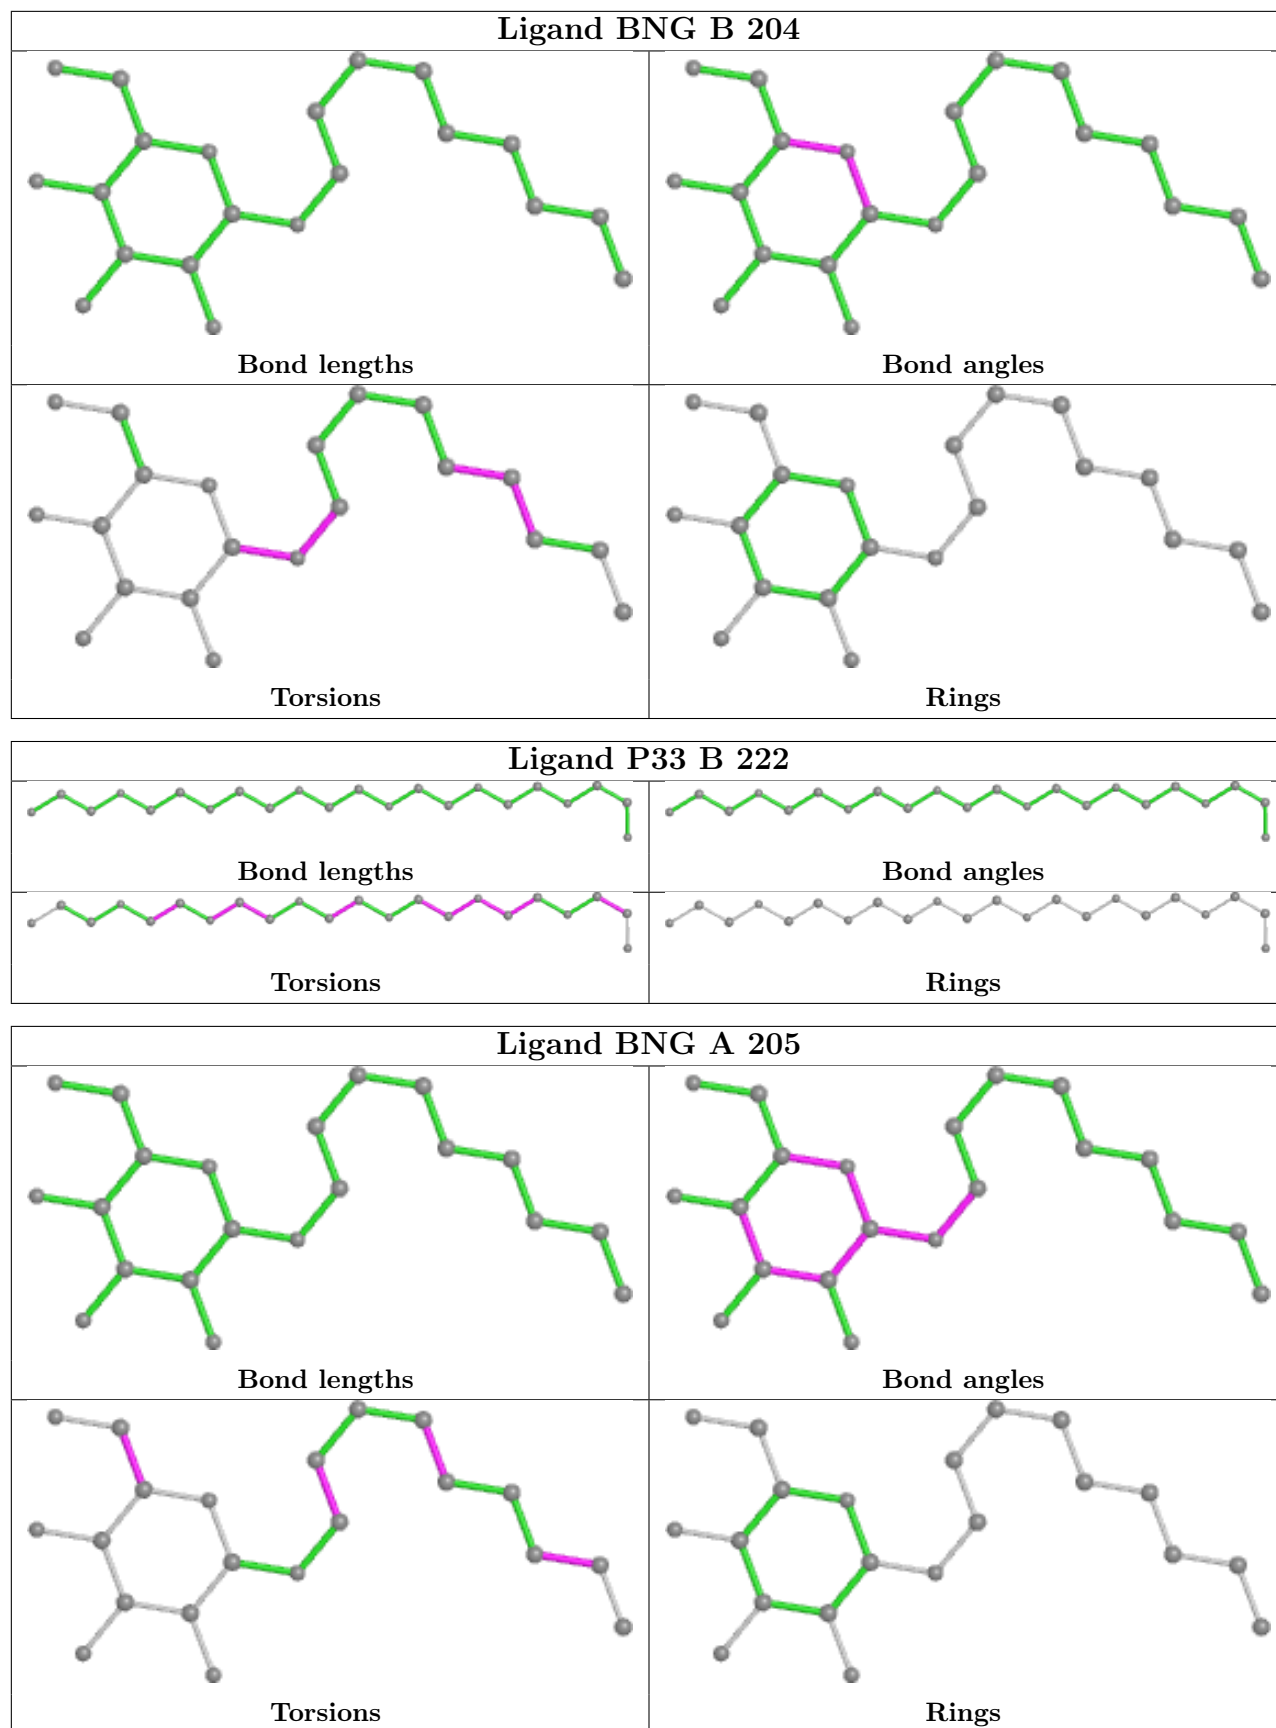 Ligand BNG B 204
Bond lengths
Bond angles
Torsions
Rings
Ligand P33 B 222
Bond lengths
Bond angles
Torsions
Rings
Ligand BNG A 205
Bond lengths
Bond angles
Torsions
Rings